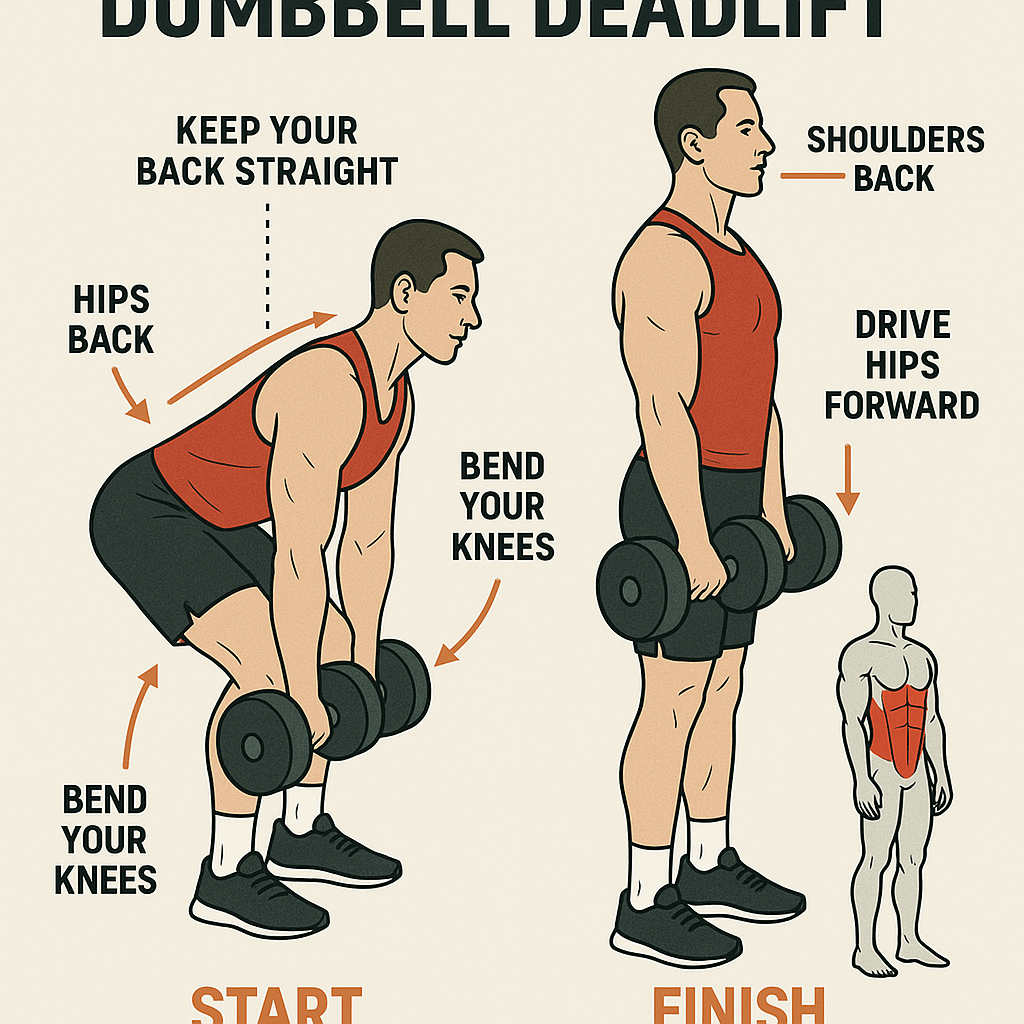 DUMBBELL DEADLIFT
KEEP YOUR
BACK STRAIGHT
HIPS
BACK
BEND
YOUR
KNEES
BEND
YOUR
KNEES
START
SHOULDERS
BACK
DRIVE
HIPS
FORWARD
FINISH